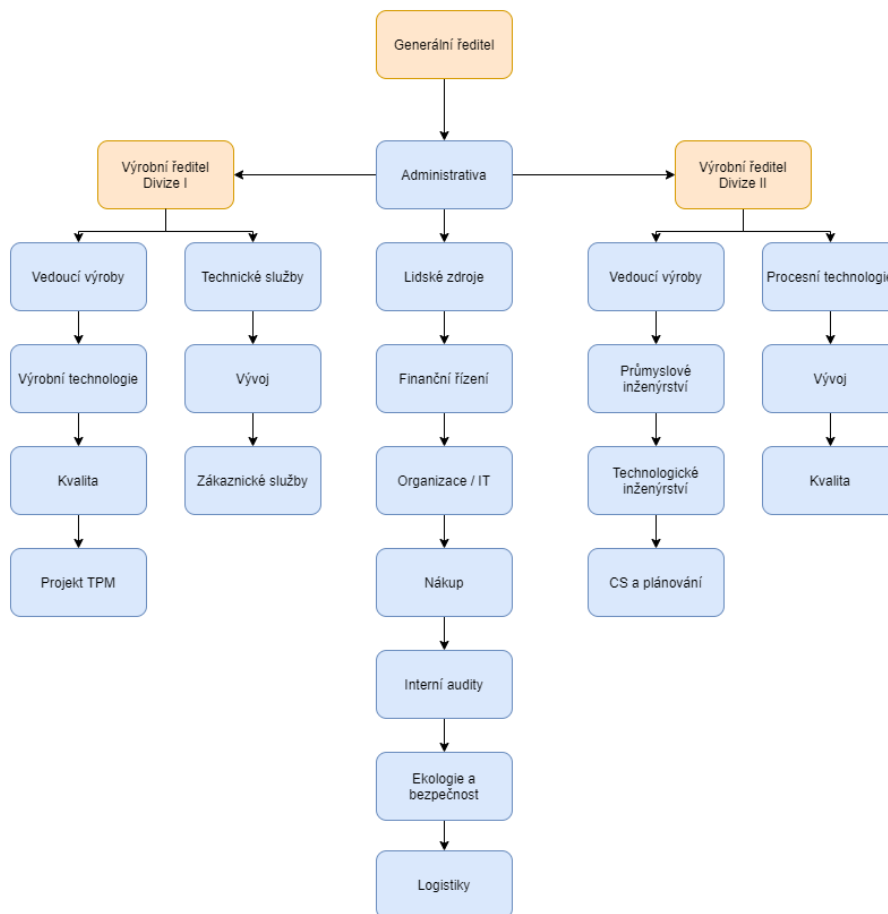 Generální ředitel
Výrobní ředitel
Divize I
Administrativa
Výrobní ředitel
Divize II
Vedoucí výroby
Technické služby
Lidské zdroje
Vedoucí výroby
Procesní technologie
Výrobní technologie
Vývoj
Finanční řízení
Průmyslové
inženýrství
Vývoj
Kvalita
Zákaznické služby
Organizace / IT
Technologické
inženýrství
Kvalita
Projekt TPM
Nákup
CS a plánování
Interní audity
Ekologie a
bezpečnost
Logistiky